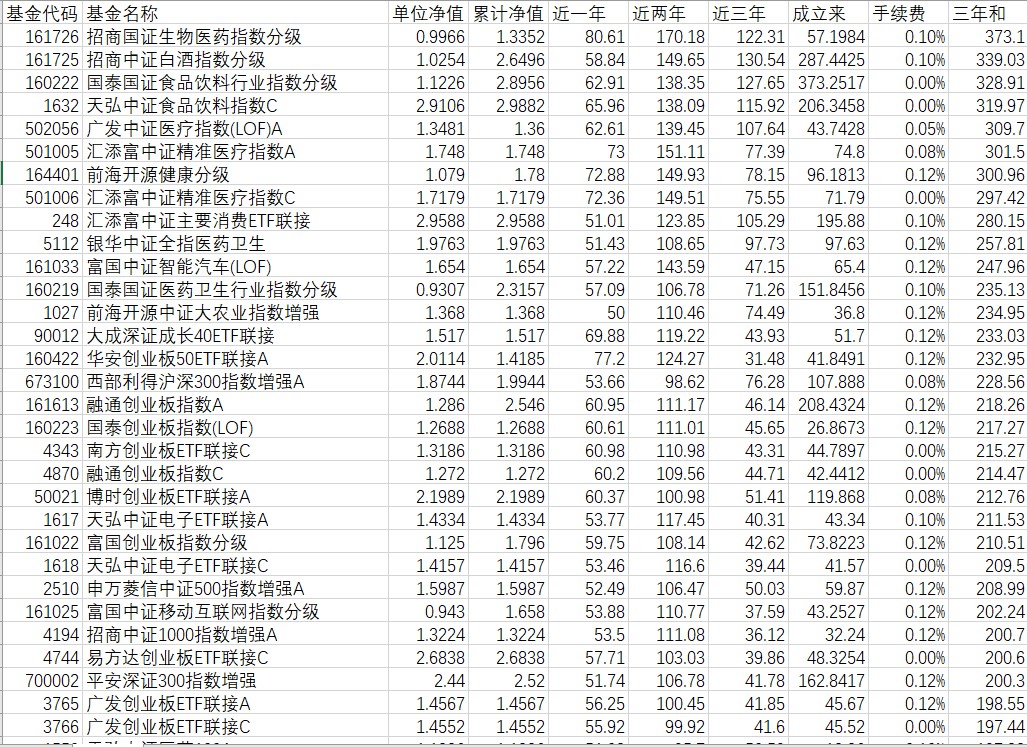 基金代码 基金名称 单位净值 累计净值 近一年 近两年 近三年 成立来 手续费 三年和
161726 招商国证生物医药指数分级 0.9966 1.3352 80.61 170.18 122.31 57.1984 0.10% 373.1
161725 招商中证白酒指数分级 1.0254 2.6496 58.84 149.65 130.54 287.4425 0.10% 339.03
160222 国泰国证食品饮料行业指数分级 1.1226 2.8956 62.91 138.35 127.65 373.2517 0.00% 328.91
1632 天弘中证食品饮料指数C 2.9106 2.9882 65.96 138.09 115.92 206.3458 0.00% 319.97
502056 广发中证医疗指数(LOF)A 1.3481 1.36 62.61 139.45 107.64 43.7428 0.05% 309.7
501005 汇添富中证精准医疗指数A 1.748 1.748 73 151.11 77.39 74.8 0.08% 301.5
164401 前海开源健康分级 1.079 1.78 72.88 149.93 78.15 96.1813 0.12% 300.96
501006 汇添富中证精准医疗指数C 1.7179 1.7179 72.36 149.51 75.55 71.79 0.00% 297.42
248 汇添富中证主要消费ETF联接 2.9588 2.9588 51.01 123.85 105.29 195.88 0.10% 280.15
5112 银华中证全指医药卫生 1.9763 1.9763 51.43 108.65 97.73 97.63 0.12% 257.81
161033 富国中证智能汽车(LOF) 1.654 1.654 57.22 143.59 47.15 65.4 0.12% 247.96
160219 国泰国证医药卫生行业指数分级 0.9307 2.3157 57.09 106.78 71.26 151.8456 0.10% 235.13
1027 前海开源中证大农业指数增强 1.368 1.368 50 110.46 74.49 36.8 0.12% 234.95
90012 大成深证成长40ETF联接 1.517 1.517 69.88 119.22 43.93 51.7 0.12% 233.03
160422 华安创业板50ETF联接A 2.0114 1.4185 77.2 124.27 31.48 41.8491 0.12% 232.95
673100 西部利得沪深300指数增强A 1.8744 1.9944 53.66 98.62 76.28 107.888 0.08% 228.56
161613 融通创业板指数A 1.286 2.546 60.95 111.17 46.14 208.4324 0.12% 218.26
160223 国泰创业板指数(LOF) 1.2688 1.2688 60.61 111.01 45.65 26.8673 0.12% 217.27
4343 南方创业板ETF联接C 1.3186 1.3186 60.98 110.98 43.31 44.7897 0.00% 215.27
4870 融通创业板指数C 1.272 1.272 60.2 109.56 44.71 42.4412 0.00% 214.47
50021 博时创业板ETF联接A 2.1989 2.1989 60.37 100.98 51.41 119.868 0.08% 212.76
1617 天弘中证电子ETF联接A 1.4334 1.4334 53.77 117.45 40.31 43.34 0.10% 211.53
161022 富国创业板指数分级 1.125 1.796 59.75 108.14 42.62 73.8223 0.12% 210.51
1618 天弘中证电子ETF联接C 1.4157 1.4157 53.46 116.6 39.44 41.57 0.00% 209.5
2510 申万菱信中证500指数增强A 1.5987 1.5987 52.49 106.47 50.03 59.87 0.12% 208.99
161025 富国中证移动互联网指数分级 0.943 1.658 53.88 110.77 37.59 43.2527 0.12% 202.24
4194 招商中证1000指数增强A 1.3224 1.3224 53.5 111.08 36.12 32.24 0.12% 200.7
4744 易方达创业板ETF联接C 2.6838 2.6838 57.71 103.03 39.86 48.3254 0.00% 200.6
700002 平安深证300指数增强 2.44 2.52 51.74 106.78 41.78 162.8417 0.12% 200.3
3765 广发创业板ETF联接A 1.4567 1.4567 56.25 100.45 41.85 45.67 0.12% 198.55
3766 广发创业板ETF联接C 1.4552 1.4552 55.92 99.92 41.6 45.52 0.00% 197.44